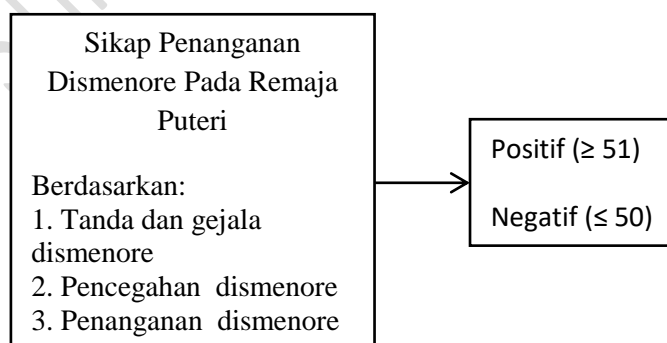 Sikap Penanganan
Dismenore Pada Remaja
Puteri
Berdasarkan:
1. Tanda dan gejala
dismenore
2. Pencegahan dismenore
3. Penanganan dismenore
Positif (≥ 51)
Negatif (≤ 50)